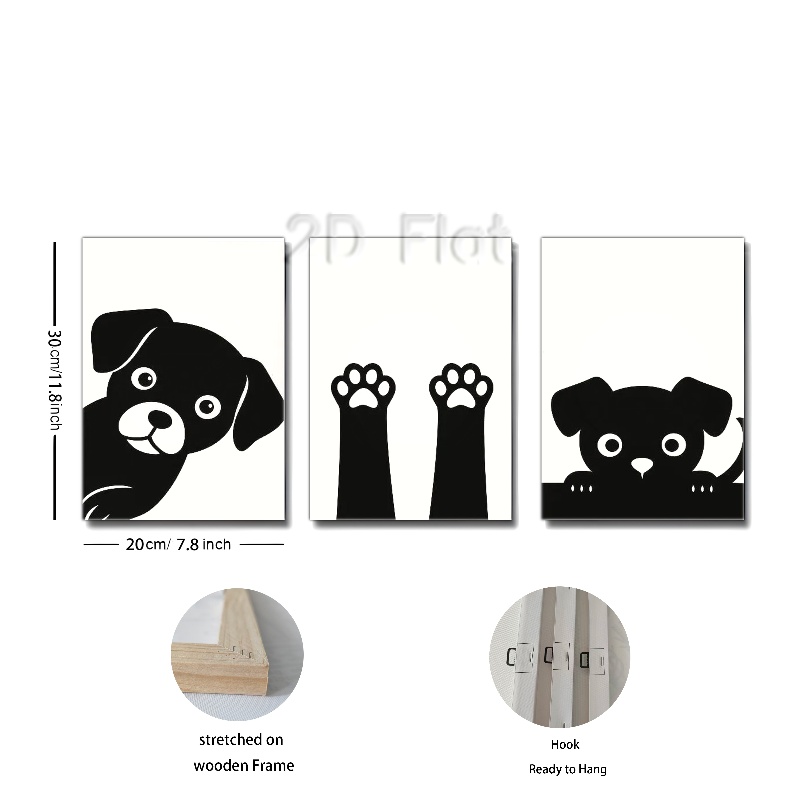 2D Flat
30cm/11.8inch
20cm/ 7.8 inch
stretched on
wooden Frame
Hook
Ready to Hang